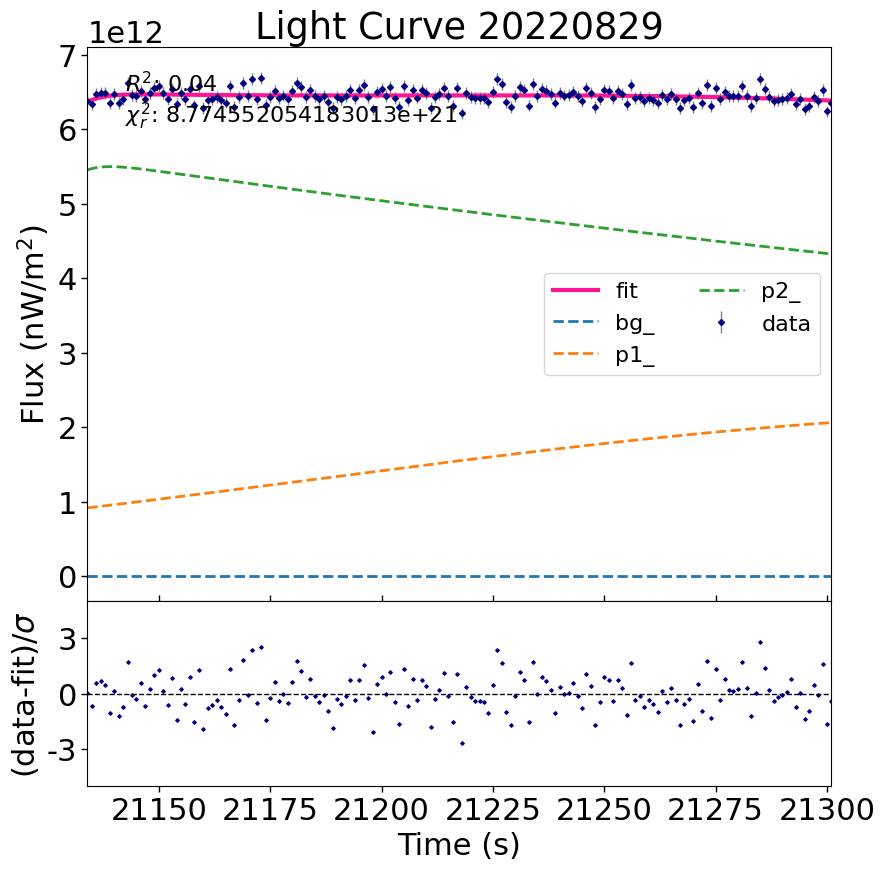 Light Curve 20220829
1e12
R²: 0.04
χ²ᵣ: 8.774552054183013e+21
7
6
5
4
3
2
1
0
Flux (nW/m²)
fit
bg_
p1_
p2_
data
3
0
-3
(data-fit)/σ
21150 21175 21200 21225 21250 21275 21300
Time (s)